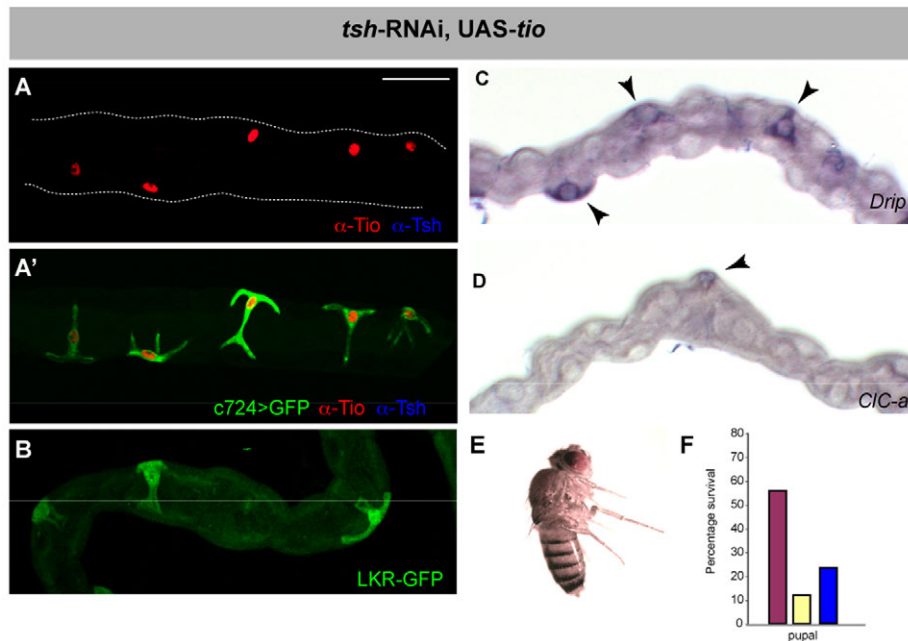 tsh-RNAi, UAS-tio
A
α-Tio α-Tsh
A'
c724>GFP α-Tio α-Tsh
B
LKR-GFP
C
Drip
D
ClC-a
E
F
Percentage survival
80
70
60
50
40
30
20
10
0
pupal